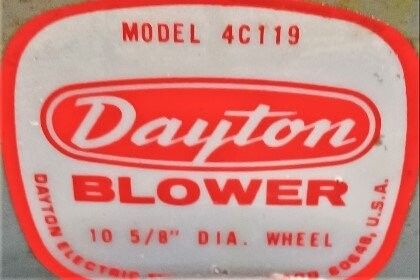 MODEL 4C119
Dayton
BLOWER
10 5/8" DIA. WHEEL
DAYTON ELECTRIC 60648, U.S.A.